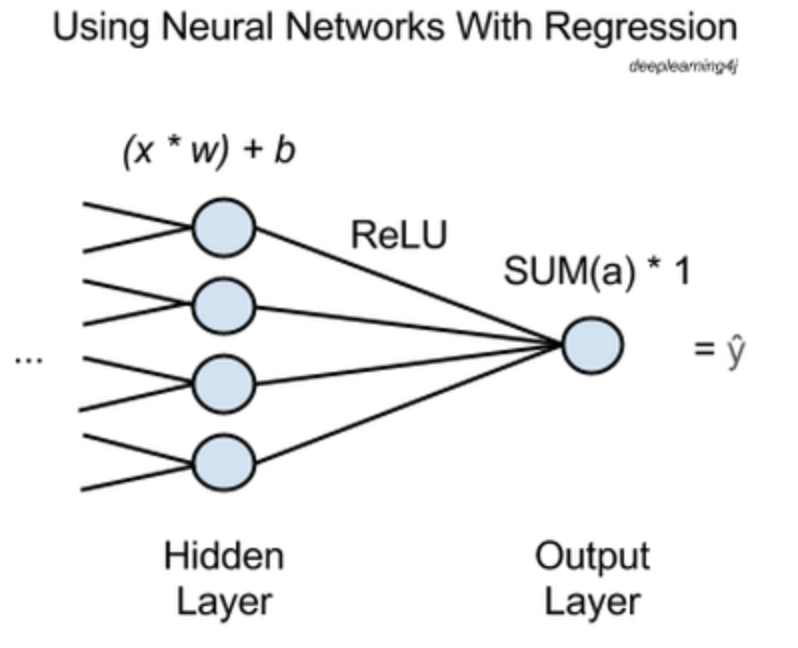 Using Neural Networks With Regression
deeplearning4j
(x * w) + b
ReLU
SUM(a) * 1
...
= ŷ
Hidden
Layer
Output
Layer